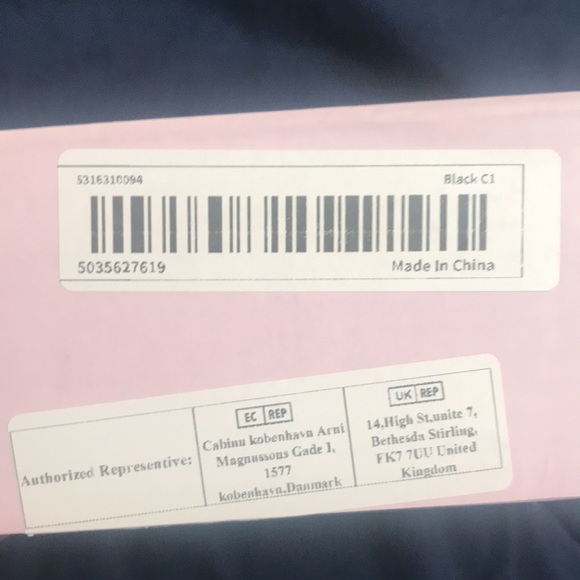 5316310094
Black C1
5035627619
Made In China
Authorized Representive:
EC REP
Cabinn kobenhavn Arni
Magnussons Gade 1,
1577
kobenhavn,Danmark
UK REP
14,High St,unite 7,
Bethesda Stirling,
FK7 7UU United
Kingdom